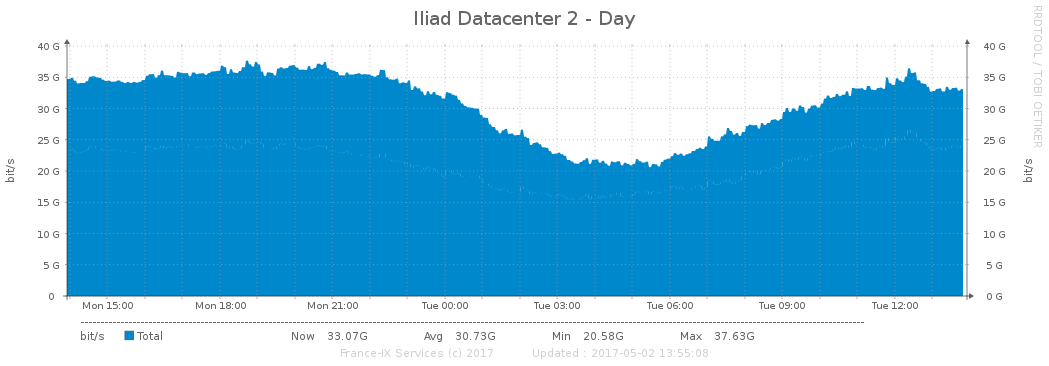 Iliad Datacenter 2 - Day
RRDTOOL / TOBI OETIKER
bit/s
bit/s
40 G 40 G
35 G 35 G
30 G 30 G
25 G 25 G
20 G 20 G
15 G 15 G
10 G 10 G
5 G 5 G
0 0 G
Mon 15:00 Mon 18:00 Mon 21:00 Tue 00:00 Tue 03:00 Tue 06:00 Tue 09:00 Tue 12:00
bit/s Total Now 33.07G Avg 30.73G Min 20.58G Max 37.63G
France-IX Services (c) 2017 Updated : 2017-05-02 13:55:08